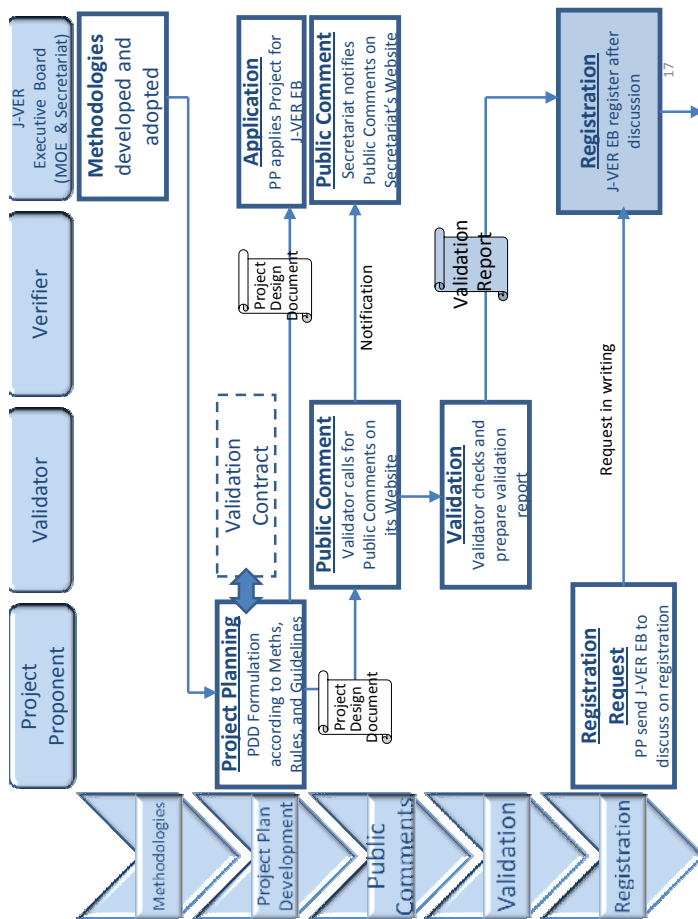 Project
Proponent
Validator
Verifier
J-VER
Executive Board
(MOE & Secretariat)
Methodologies
Methodologies
developed and
adopted
Project Plan
Development
Project Planning
PDD Formulation
according to Meths,
Rules, and Guidelines
Validation
Contract
Project
Design
Document
Application
PP applies Project for
J-VER EB
Public
Comments
Project
Design
Document
Public Comment
Validator calls for
Public Comments on
its Website
Notification
Public Comment
Secretariat notifies
Public Comments on
Secretariat's Website
Validation
Validation
Validator checks and
prepare validation
report
Validation
Report
Registration
Registration
Request
PP send J-VER EB to
discuss on registration
Request in writing
Registration
J-VER EB register after
discussion
17